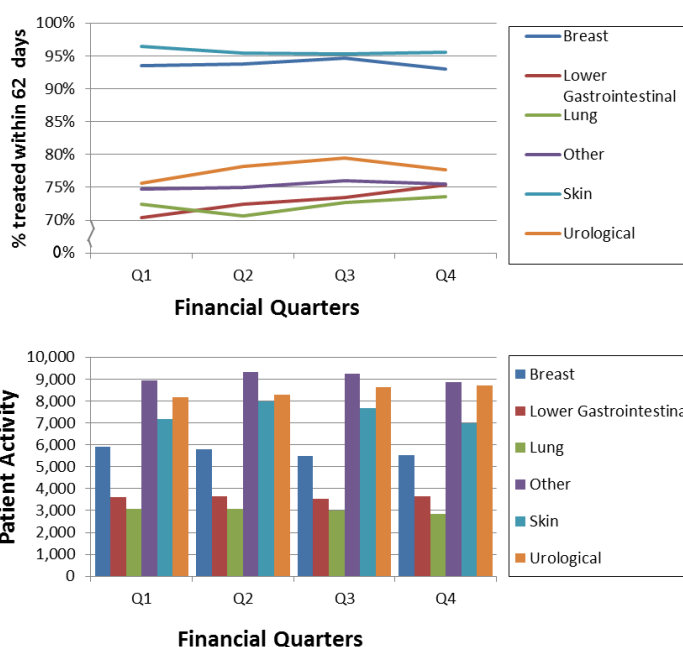 % treated within 62 days
100%
95%
90%
85%
80%
75%
70%
0%
Q1 Q2 Q3 Q4
Financial Quarters
Breast
Lower
Gastrointestinal
Lung
Other
Skin
Urological
Patient Activity
10,000
9,000
8,000
7,000
6,000
5,000
4,000
3,000
2,000
1,000
0
Q1 Q2 Q3 Q4
Financial Quarters
Breast
Lower Gastrointestina
Lung
Other
Skin
Urological